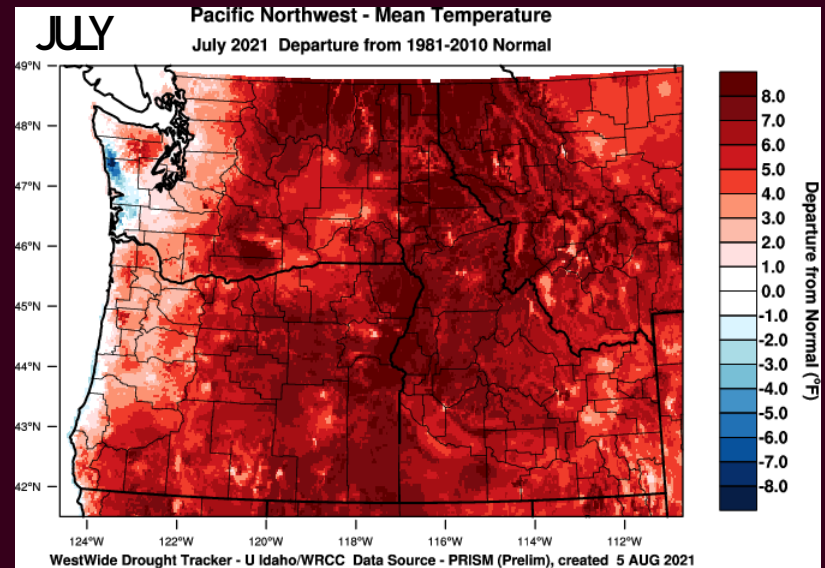 JULY
Pacific Northwest - Mean Temperature
July 2021 Departure from 1981-2010 Normal
49°N
48°N
47°N
46°N
45°N
44°N
43°N
42°N
124°W 122°W 120°W 118°W 116°W 114°W 112°W
8.0
7.0
6.0
5.0
4.0
3.0
2.0
1.0
0.0
-1.0
-3.0
-4.0
-5.0
-6.0
-7.0
-8.0
Departure from Normal (°F)
WestWide Drought Tracker - U Idaho/WRCC Data Source - PRISM (Prelim), created 5 AUG 2021